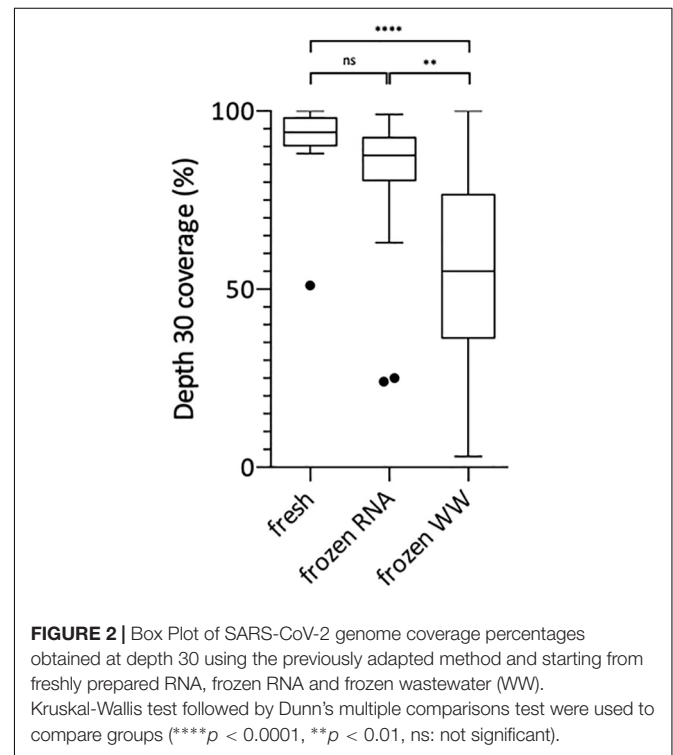 ****
ns
**
100
50
0
Depth 30 coverage (%)
fresh
frozen RNA
frozen WW
FIGURE 2 | Box Plot of SARS-CoV-2 genome coverage percentages
obtained at depth 30 using the previously adapted method and starting from
freshly prepared RNA, frozen RNA and frozen wastewater (WW).
Kruskal-Wallis test followed by Dunn’s multiple comparisons test were used to
compare groups (****p < 0.0001, **p < 0.01, ns: not significant).